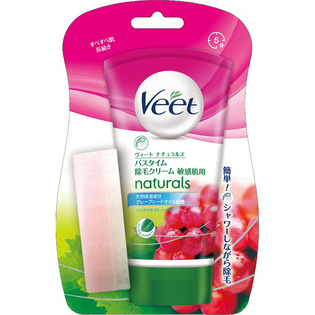 すべすべ肌
長続き
5分
Veet
ヴィート ナチュラルズ
バスタイム
除毛クリーム 敏感肌用
naturals
天然保湿成分
グレープシードオイル配合
簡単!シャワーしながら除毛